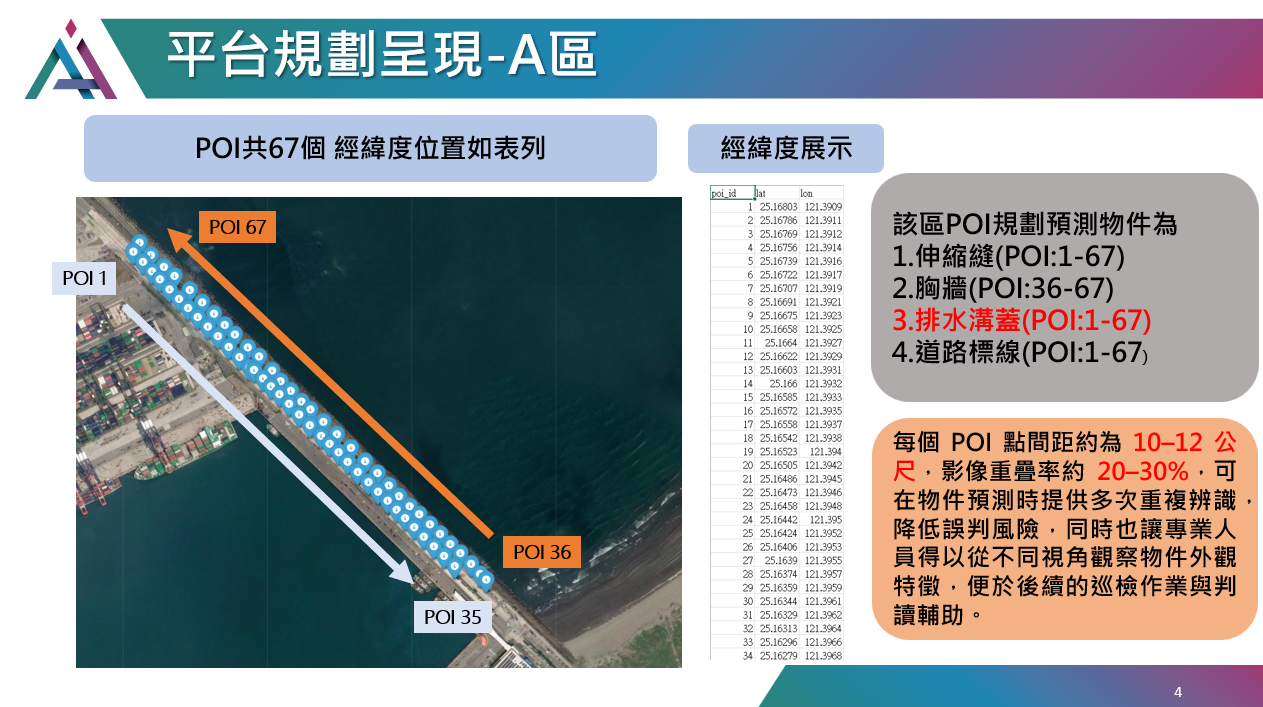 平台規劃呈現-A區
POI共67個 經緯度位置如表列
經緯度展示
POI 67
POI 1
POI 36
POI 35
poi_id lat lon
1 25.16803 121.3909
2 25.16786 121.3911
3 25.16769 121.3912
4 25.16756 121.3914
5 25.16739 121.3916
6 25.16722 121.3917
7 25.16707 121.3919
8 25.16691 121.3921
9 25.16675 121.3923
10 25.16658 121.3925
11 25.1664 121.3927
12 25.16622 121.3929
13 25.16603 121.3931
14 25.166 121.3932
15 25.16585 121.3933
16 25.16572 121.3935
17 25.16558 121.3937
18 25.16542 121.3938
19 25.16523 121.394
20 25.16505 121.3942
21 25.16486 121.3945
22 25.16473 121.3946
23 25.16458 121.3948
24 25.16442 121.395
25 25.16424 121.3952
26 25.16406 121.3953
27 25.1639 121.3955
28 25.16374 121.3957
29 25.16359 121.3959
30 25.16344 121.3961
31 25.16329 121.3962
32 25.16313 121.3964
33 25.16296 121.3966
34 25.16279 121.3968
該區POI規劃預測物件為
1.伸縮縫(POI:1-67)
2.胸牆(POI:36-67)
3.排水溝蓋(POI:1-67)
4.道路標線(POI:1-67)
每個 POI 點間距約為 10–12 公
尺，影像重疊率約 20–30%，可
在物件預測時提供多次重複辨識，
降低誤判風險，同時也讓專業人
員得以從不同視角觀察物件外觀
特徵，便於後續的巡檢作業與判
讀輔助。
4